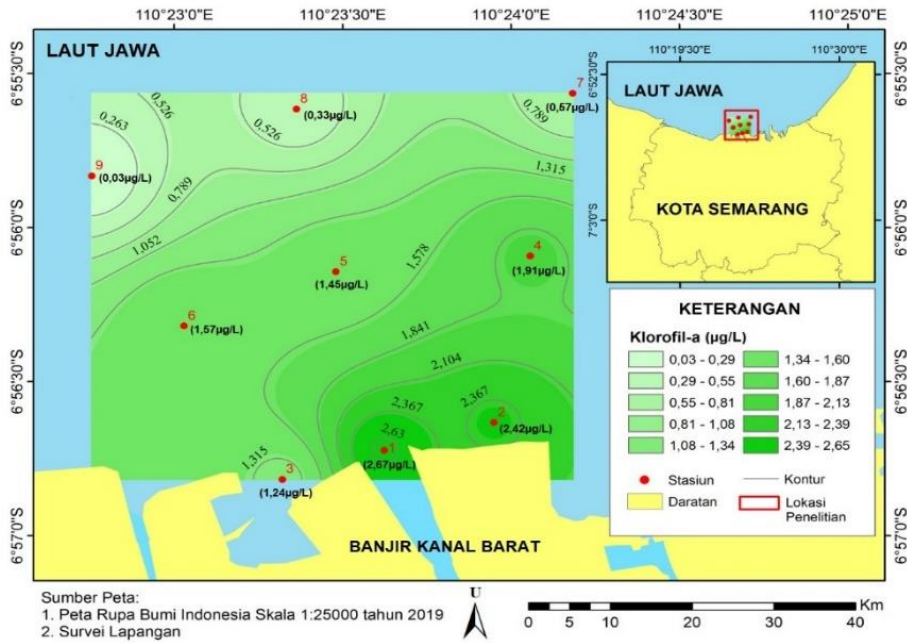 110°23'0"E 110°23'30"E 110°24'0"E 110°24'30"E 110°25'0"E
LAUT JAWA
110°19'30"E 110°30'0"E
6°55'30"S
6°56'0"S
6°56'30"S
6°57'0"S
6°55'30"S
6°56'0"S
6°56'30"S
6°57'0"S
6°52'30"S
7°3'0"S
LAUT JAWA
KOTA SEMARANG
7
(0,57µg/L)
8
(0,33µg/L)
9
(0,03µg/L)
4
(1,91µg/L)
5
(1,45µg/L)
6
(1,57µg/L)
2
(2,42µg/L)
1
(2,67µg/L)
3
(1,24µg/L)
0,263
0,526
0,526
0,789
0,789
1,052
1,315
1,578
1,841
2,104
2,367
2,367
2,63
1,315
BANJIR KANAL BARAT
KETERANGAN
Klorofil-a (µg/L)
0,03 - 0,29
0,29 - 0,55
0,55 - 0,81
0,81 - 1,08
1,08 - 1,34
1,34 - 1,60
1,60 - 1,87
1,87 - 2,13
2,13 - 2,39
2,39 - 2,65
Stasiun
Daratan
Kontur
Lokasi
Penelitian
Sumber Peta:
1. Peta Rupa Bumi Indonesia Skala 1:25000 tahun 2019
2. Survei Lapangan
U
Km
0 5 10 20 30 40